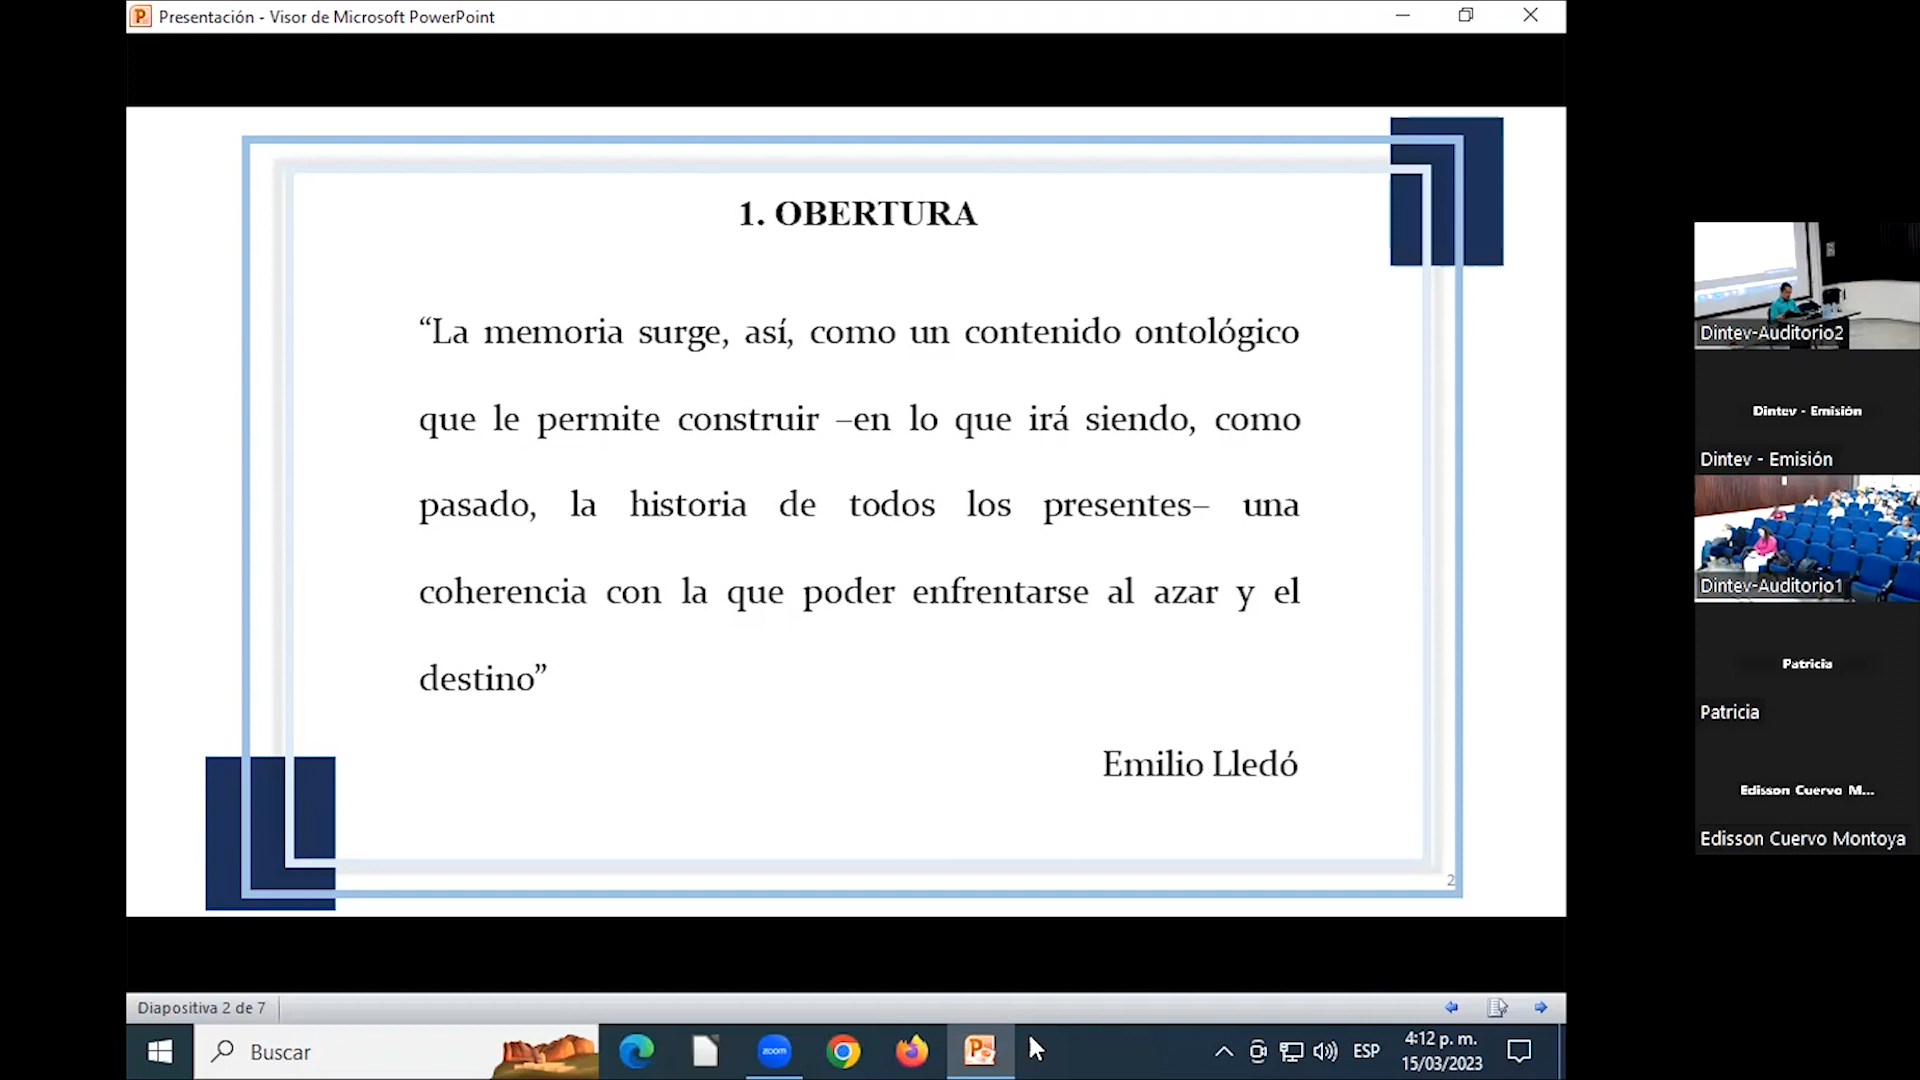 Presentación - Visor de Microsoft PowerPoint
1. OBERTURA
“La memoria surge, así, como un contenido ontológico
que le permite construir –en lo que irá siendo, como
pasado, la historia de todos los presentes– una
coherencia con la que poder enfrentarse al azar y el
destino”
Emilio Lledó
2
Dintev-Auditorio2
Dintev - Emisión
Dintev - Emisión
Dintev-Auditorio1
Patricia
Patricia
Edisson Cuervo M...
Edisson Cuervo Montoya
Diapositiva 2 de 7
Buscar
zoom
ESP
4:12 p. m.
15/03/2023